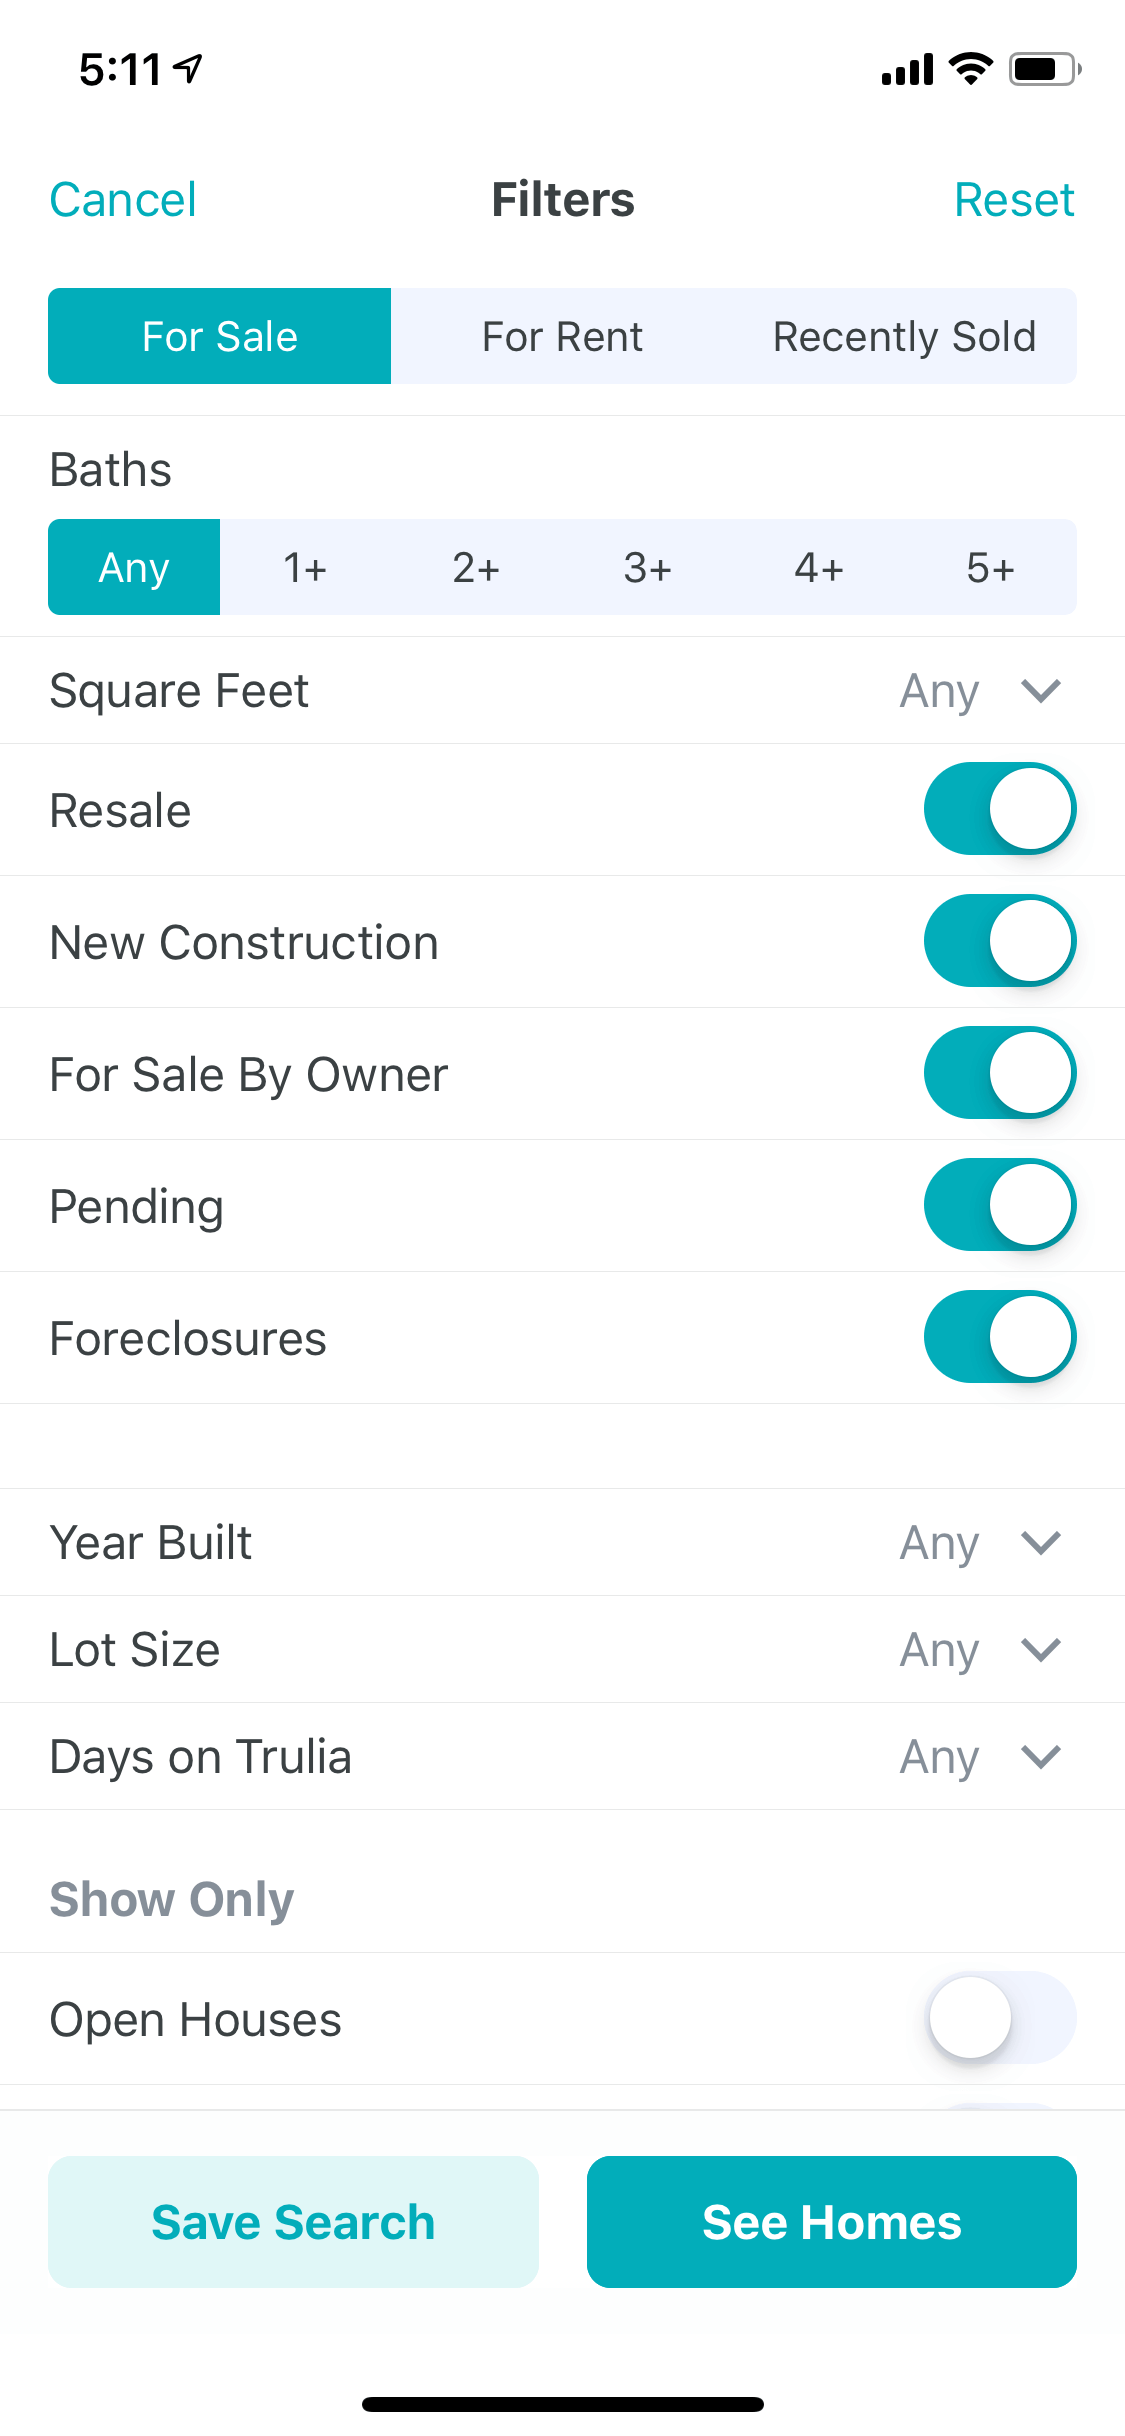 5:11
Cancel Filters Reset
For Sale For Rent Recently Sold
Baths
Any 1+ 2+ 3+ 4+ 5+
Square Feet Any
Resale
New Construction
For Sale By Owner
Pending
Foreclosures
Year Built Any
Lot Size Any
Days on Trulia Any
Show Only
Open Houses
Save Search See Homes